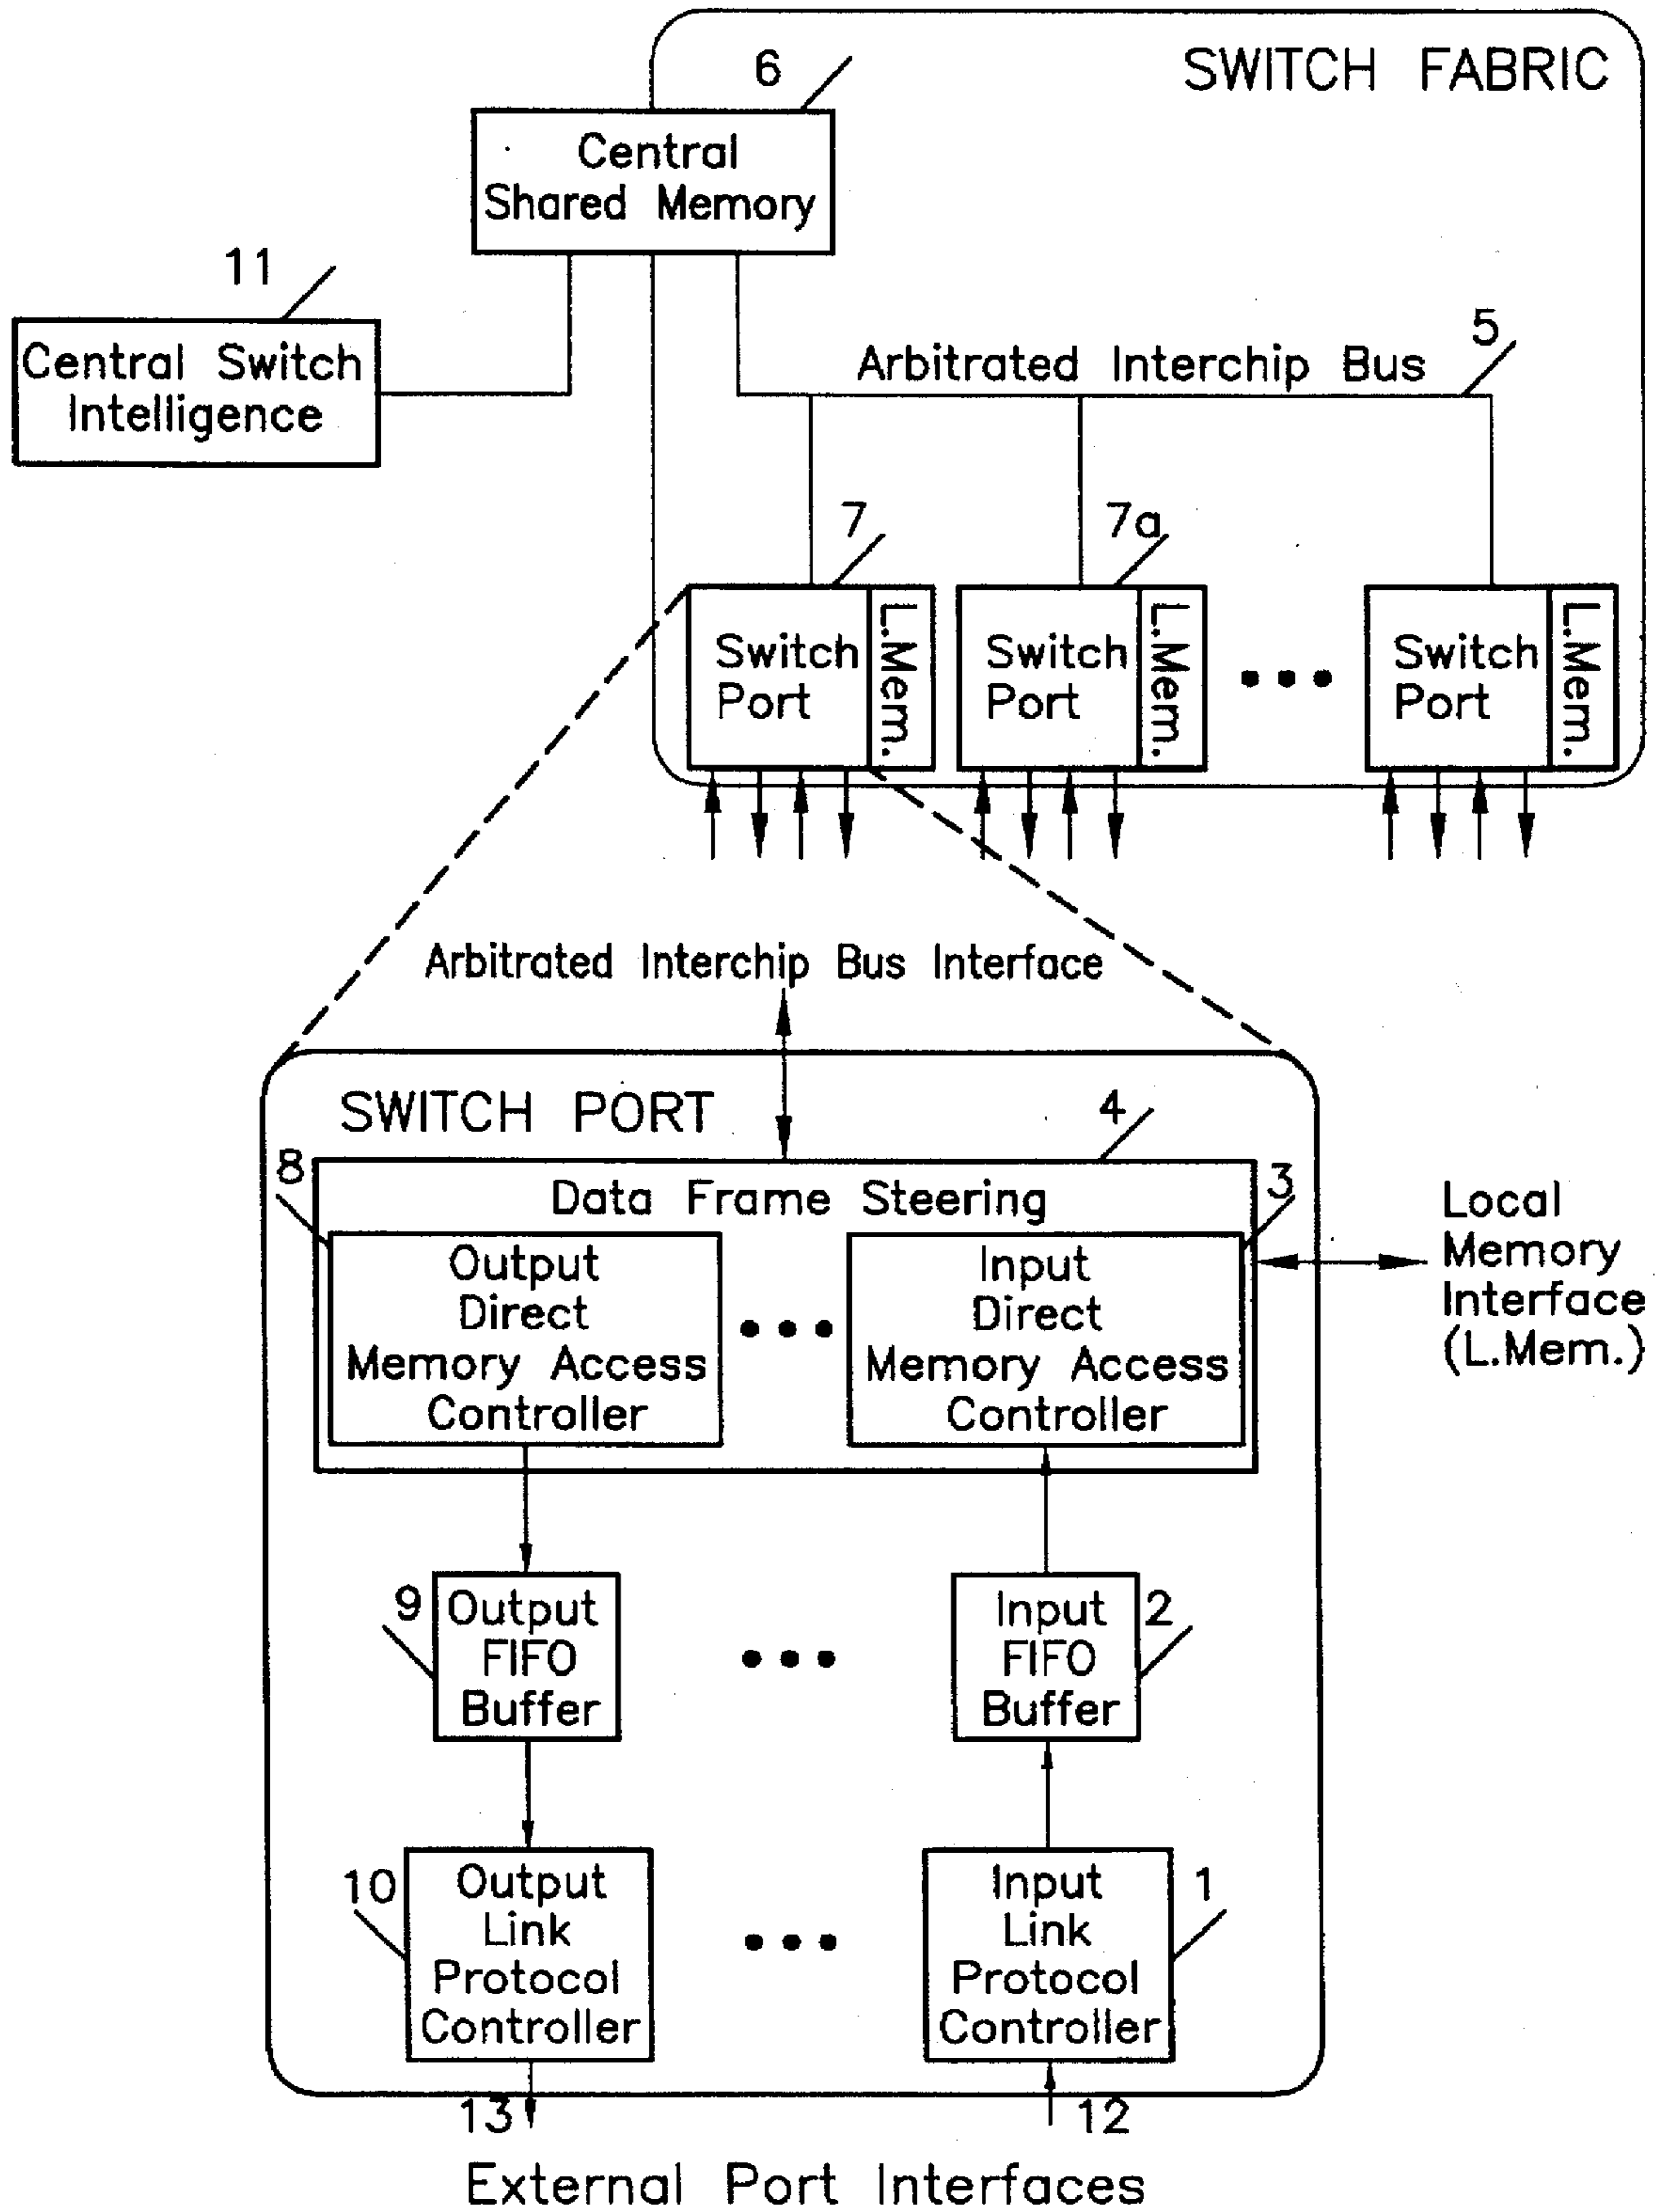 SWITCH FABRIC
6
Central
Shared Memory
11
Central Switch
Intelligence
5
Arbitrated Interchip Bus
7
7a
Switch
Port
L.Mem.
Switch
Port
L.Mem.
Switch
Port
L.Mem.
Arbitrated Interchip Bus Interface
SWITCH PORT
4
8
3
Data Frame Steering
Output
Direct
Memory Access
Controller
Input
Direct
Memory Access
Controller
Local
Memory
Interface
(L.Mem.)
9
Output
FIFO
Buffer
Input
FIFO
Buffer
2
10
Output
Link
Protocol
Controller
Input
Link
Protocol
Controller
1
13
12
External Port Interfaces